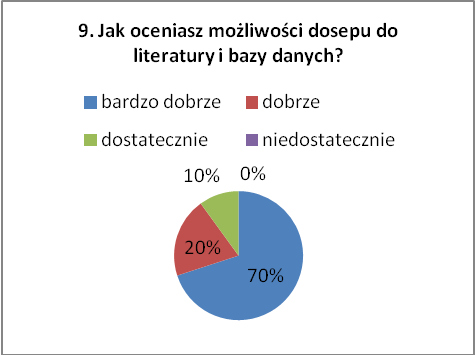 9. Jak oceniasz możliwości dosepu do
literatury i bazy danych?
bardzo dobrze dobrze
dostatecznie niedostatecznie
10% 0%
20%
70%